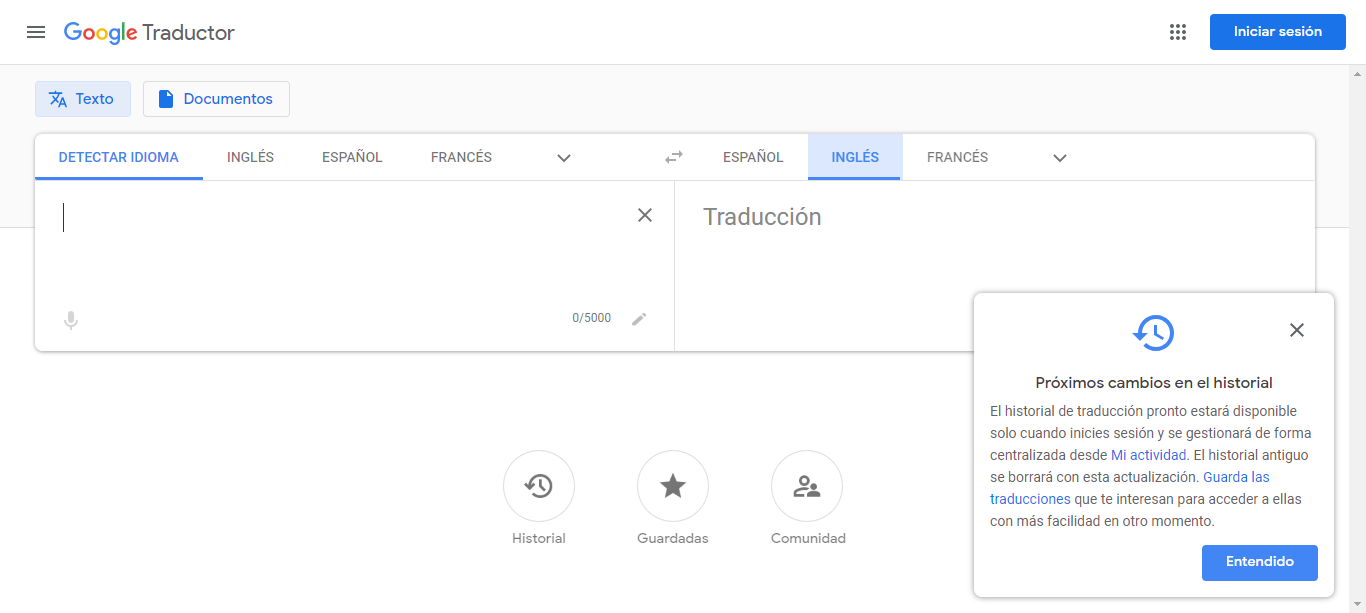 Google Traductor
Iniciar sesión
Texto
Documentos
DETECTAR IDIOMA INGLÉS ESPAÑOL FRANCÉS ESPAÑOL INGLÉS FRANCÉS
Traducción
0/5000
Próximos cambios en el historial
El historial de traducción pronto estará disponible
solo cuando inicies sesión y se gestionará de forma
centralizada desde Mi actividad. El historial antiguo
se borrará con esta actualización. Guarda las
traducciones que te interesan para acceder a ellas
con más facilidad en otro momento.
Entendido
Historial
Guardadas
Comunidad